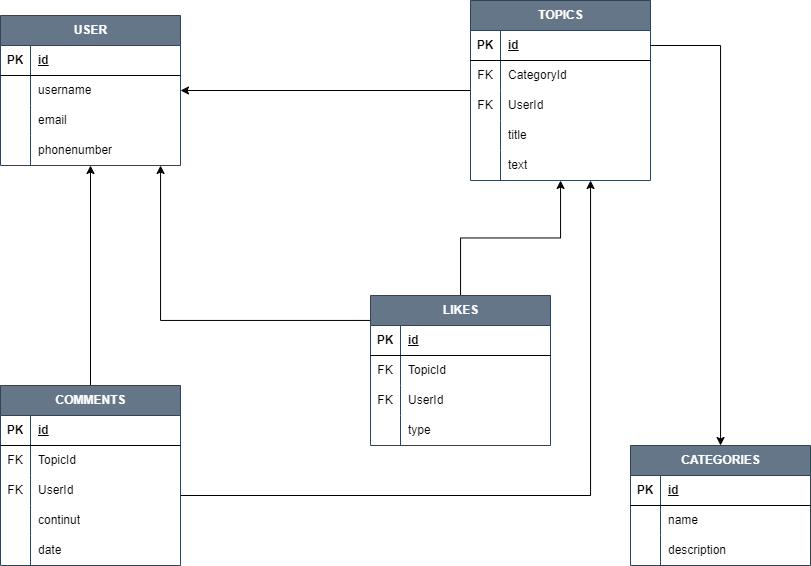 USER
PK id
username
email
phonenumber
TOPICS
PK id
FK CategoryId
FK UserId
title
text
LIKES
PK id
FK TopicId
FK UserId
type
COMMENTS
PK id
FK TopicId
FK UserId
continut
date
CATEGORIES
PK id
name
description